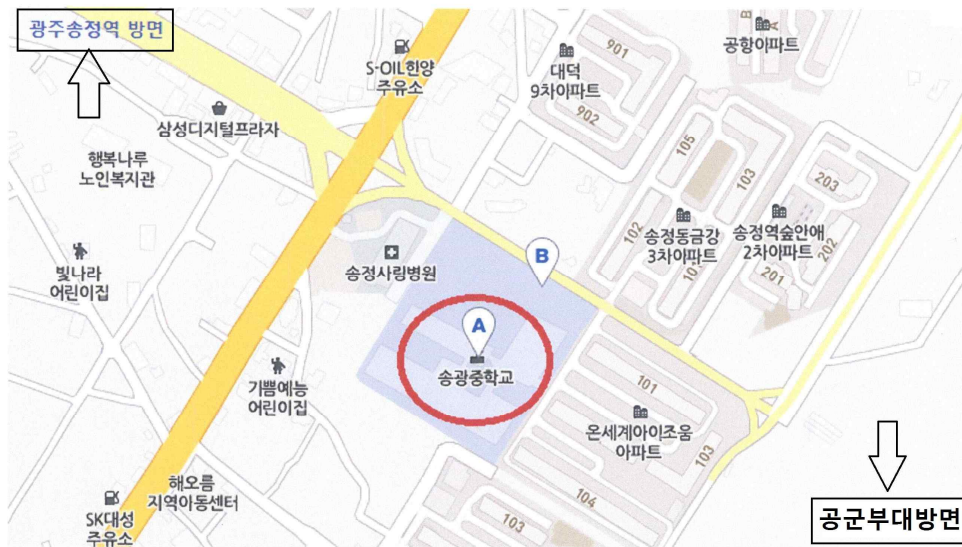 광주송정역 방면
S-OIL힌양
주유소
901
대덕
9차아파트
902
B
A
공항아파트
삼성디지털프라자
행복나루
노인복지관
105
103
203
102
송정동금강
3차아파트
송정역숲안애
2차아파트
202
201
송정사링병원
B
빛나라
어린이집
A
송광중학교
기쁨예능
어린이집
101
온세계아이조움
아파트
103
해오름
지역아동센터
104
SK대성
주유소
103
공군부대방면